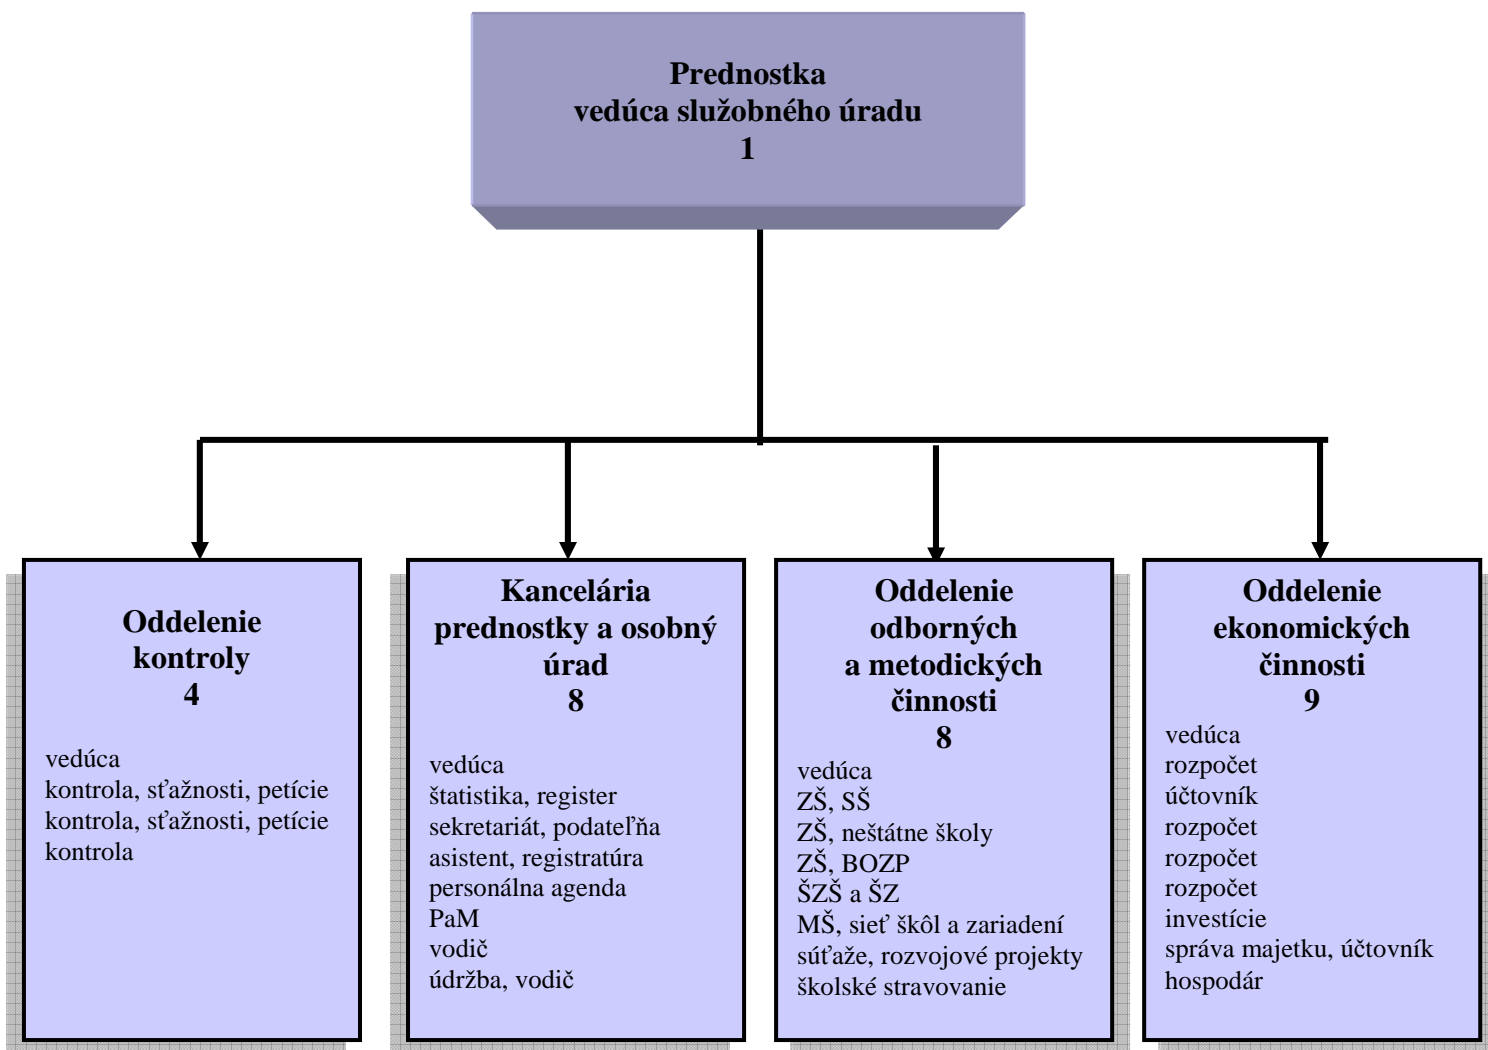 Prednostka
vedúca služobného úradu
1
Oddelenie
kontroly
4
vedúca
kontrola, sťažnosti, petície
kontrola, sťažnosti, petície
kontrola
Kancelária
prednostky a osobný
úrad
8
vedúca
štatistika, register
sekretariát, podateľňa
asistent, registratúra
personálna agenda
PaM
vodič
údržba, vodič
Oddelenie
odborných
a metodických
činnosti
8
vedúca
ZŠ, SŠ
ZŠ, neštátne školy
ZŠ, BOZP
ŠZŠ a ŠZ
MŠ, sieť škôl a zariadení
súťaže, rozvojové projekty
školské stravovanie
Oddelenie
ekonomických
činnosti
9
vedúca
rozpočet
účtovník
rozpočet
rozpočet
rozpočet
investície
správa majetku, účtovník
hospodár